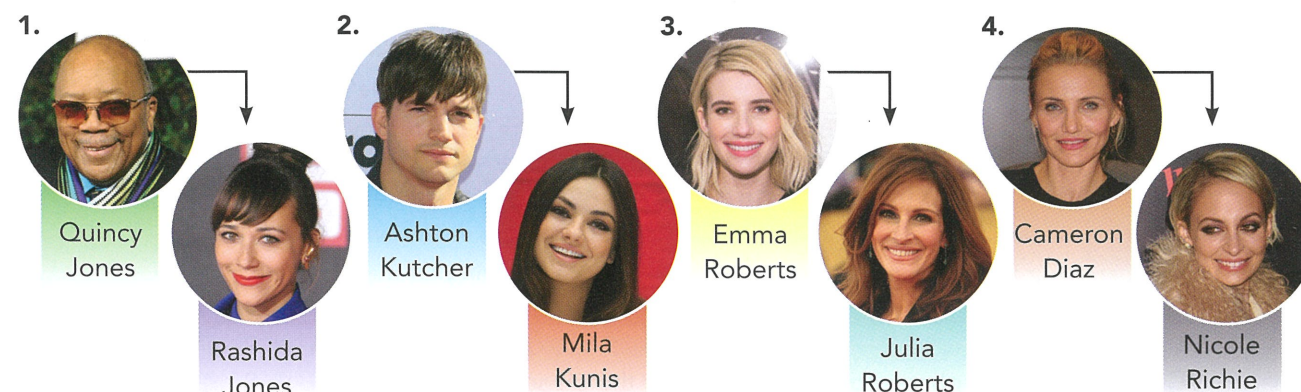 1.
Quincy
Jones
Rashida
Jones
2.
Ashton
Kutcher
Mila
Kunis
3.
Emma
Roberts
Julia
Roberts
4.
Cameron
Diaz
Nicole
Richie